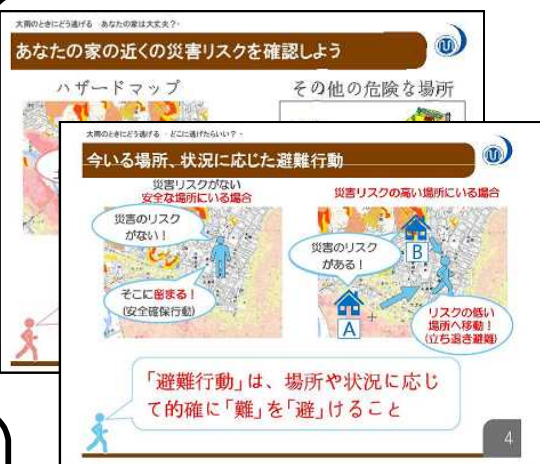 大雨のときにどう逃げる -あなたの家は大丈夫？-
あなたの家の近くの災害リスクを確認しよう
ハザードマップ
その他の危険な場所
大雨のときにどう逃げる -どこに逃げたらいい？-
今いる場所、状況に応じた避難行動
災害リスクがない
安全な場所にいる場合
災害のリスク
がない！
そこに留まる！
(安全確保行動)
災害リスクの高い場所にいる場合
災害のリスク
がある！
B
A
リスクの低い
場所へ移動！
(立ち退き避難)
「避難行動」は、場所や状況に応じ
て的確に「難」を「避」けること
4